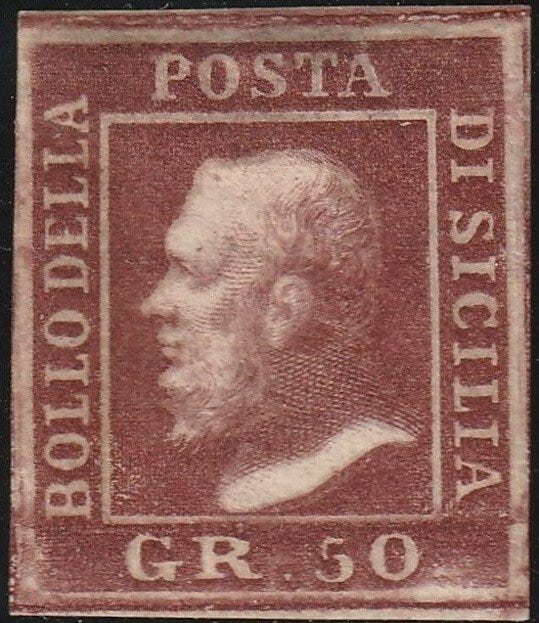 BOLLO DELLA
POSTA
DI SICILIA
GR. 50